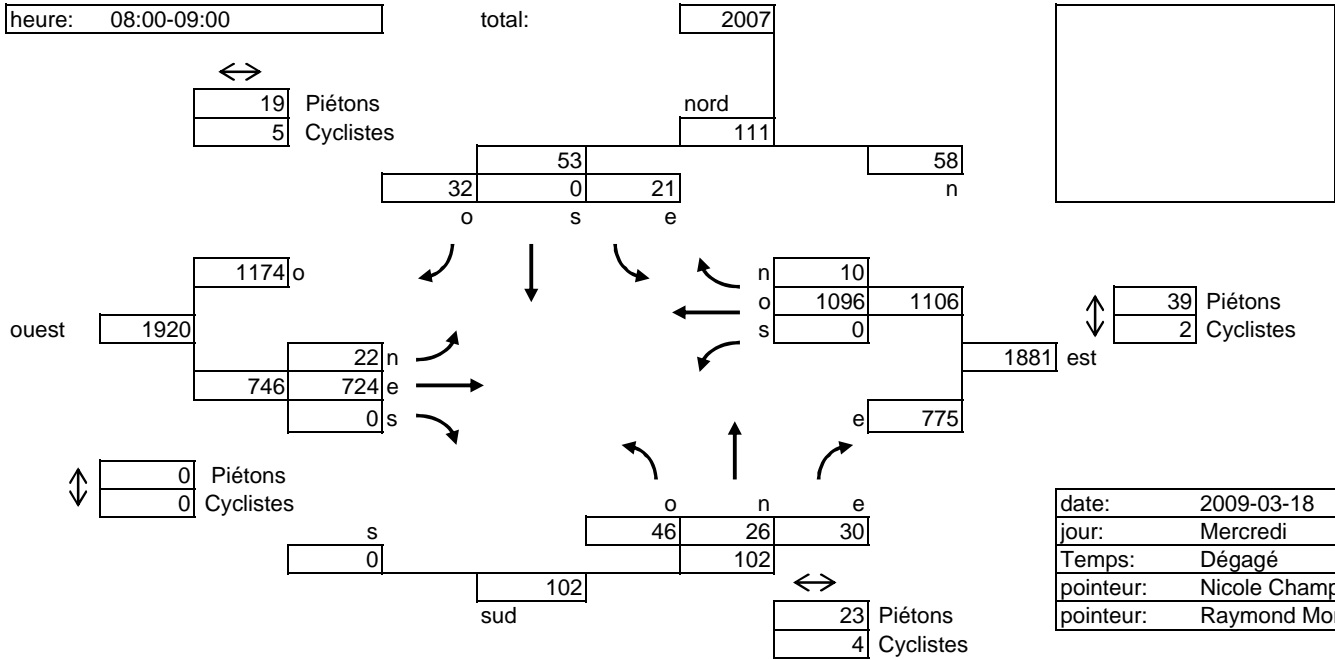 heure: 08:00-09:00 total: 2007
19 Piétons nord
5 Cyclistes 111
53 58
32 0 21 n
o s e
1174 o n 10
o 1096 1106 39 Piétons
ouest 1920 s 0 2 Cyclistes
22 n 1881 est
746 724 e
0 s e 775
0 Piétons
0 Cyclistes o n e date: 2009-03-18
s 46 26 30 jour: Mercredi
0 102 Temps: Dégagé
102 pointeur: Nicole
sud 23 Piétons pointeur: Raymond
4 Cyclistes